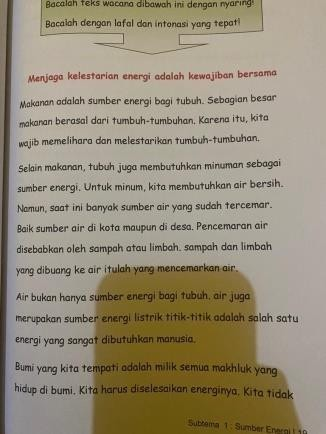 Bacalah teks wacana dibawah ini dengan nyaring!
Bacalah dengan lafal dan intonasi yang tepat!
Menjaga kelestarian energi adalah kewajiban bersama
Makanan adalah sumber energi bagi tubuh. Sebagian besar
makanan berasal dari tumbuh-tumbuhan. Karena itu, kita
wajib memelihara dan melestarikan tumbuh-tumbuhan.
Selain makanan, tubuh juga membutuhkan minuman sebagai
sumber energi. Untuk minum, kita membutuhkan air bersih.
Namun, saat ini banyak sumber air yang sudah tercemar.
Baik sumber air di kota maupun di desa. Pencemaran air
disebabkan oleh sampah atau limbah. sampah dan limbah
yang dibuang ke air itulah yang mencemarkan air.
Air bukan hanya sumber energi bagi tubuh. air juga
merupakan sumber energi listrik titik-titik adalah salah satu
energi yang sangat dibutuhkan manusia.
Bumi yang kita tempati adalah milik semua makhluk yang
hidup di bumi. Kita harus diselesaikan energinya. Kita tidak
Subtema 1 : Sumber Energi | 19